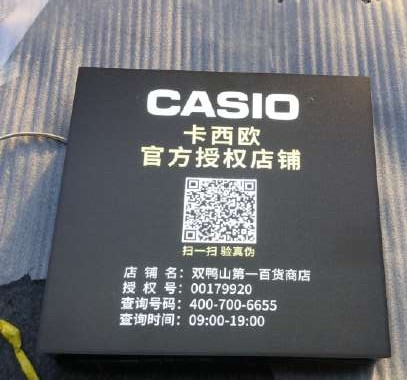 CASIO
卡西欧
官方授权店铺
扫一扫 验真伪
店 铺 名：双鸭山第一百货商店
授 权 号：00179920
查询号码：400-700-6655
查询时间：09:00-19:00